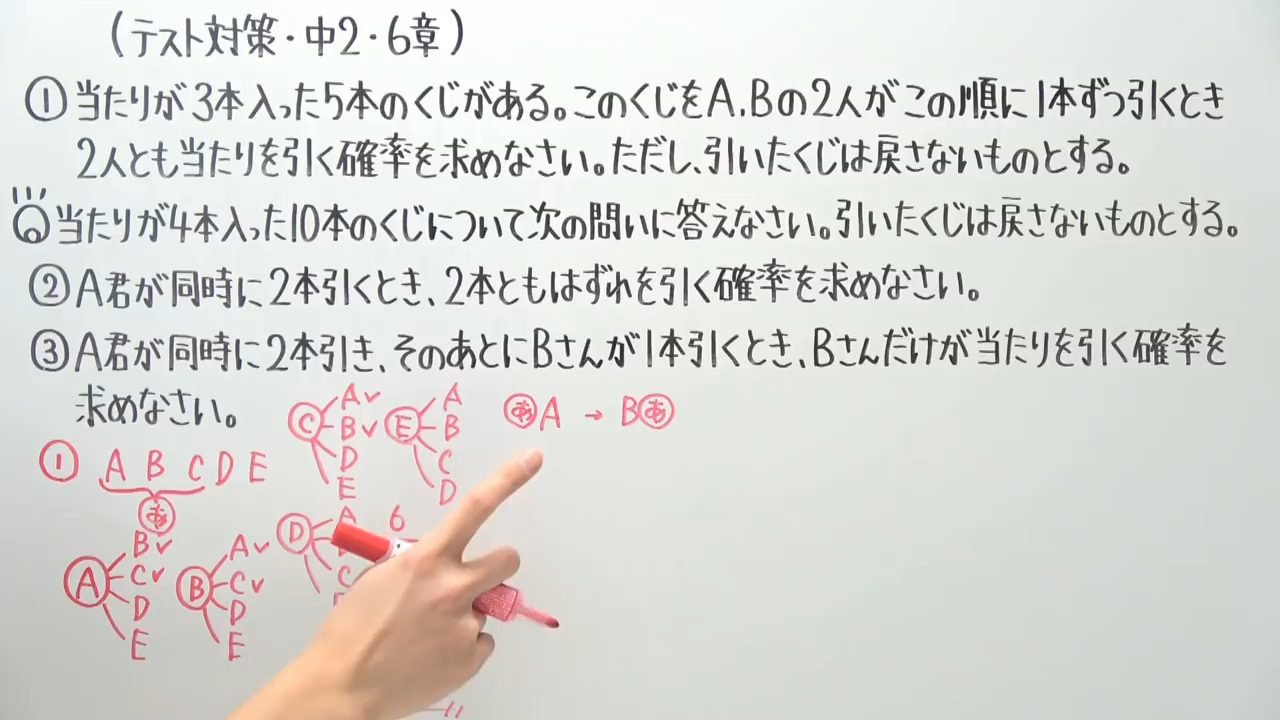 (テスト対策・中2・6章)
① 当たりが3本入った5本のくじがある。このくじをA.Bの2人がこの順に1本ずつ引くとき
2人とも当たりを引く確率を求めなさい。ただし、引いたくじは戻さないものとする。
Q 当たりが4本入った10本のくじについて次の問いに答えなさい。引いたくじは戻さないものとする。
② A君が同時に2本引くとき、2本ともはずれを引く確率を求めなさい。
③ A君が同時に2本引き、そのあとにBさんが1本引くとき、Bさんだけが当たりを引く確率を
求めなさい。
① A B C D E
あ
A B✓
C✓
D
E
B A✓
C✓
D
E
C A✓
B✓
D
E
E A
B
C
D
D A
C
6
あA → Bあ